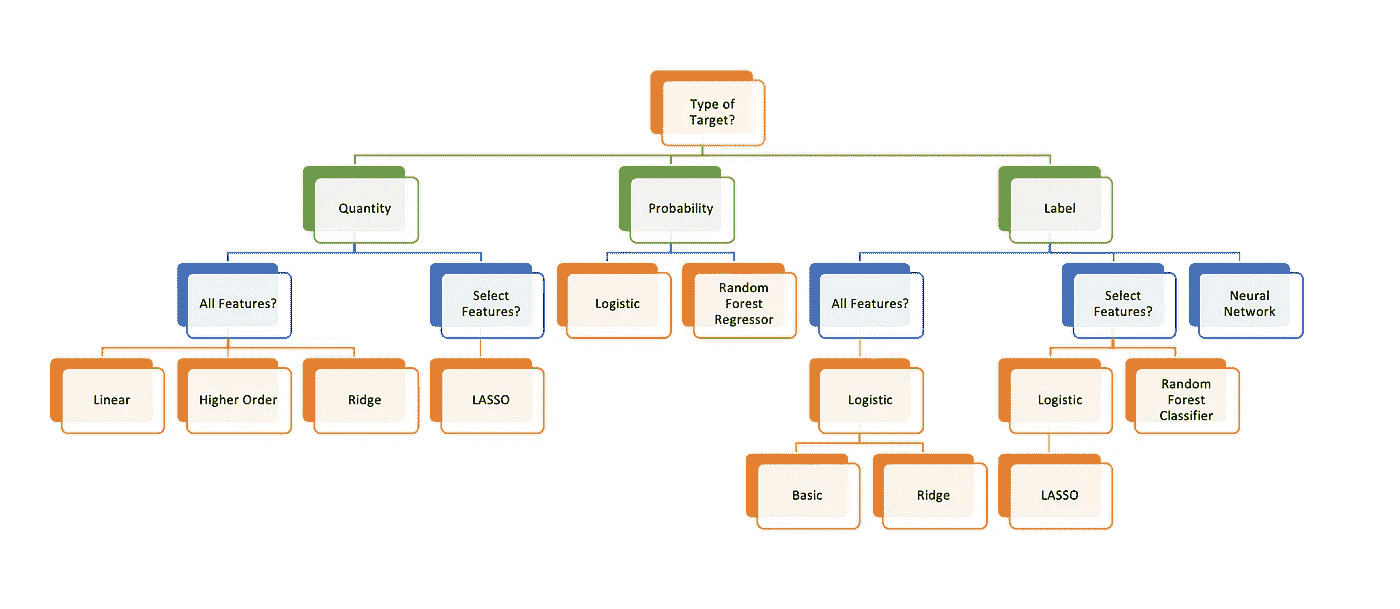 Type of
Target?
Quantity
Probability
Label
All Features?
Select
Features?
Logistic
Random
Forest
Regressor
All Features?
Select
Features?
Neural
Network
Linear
Higher Order
Ridge
LASSO
Logistic
Logistic
Random
Forest
Classifier
Basic
Ridge
LASSO